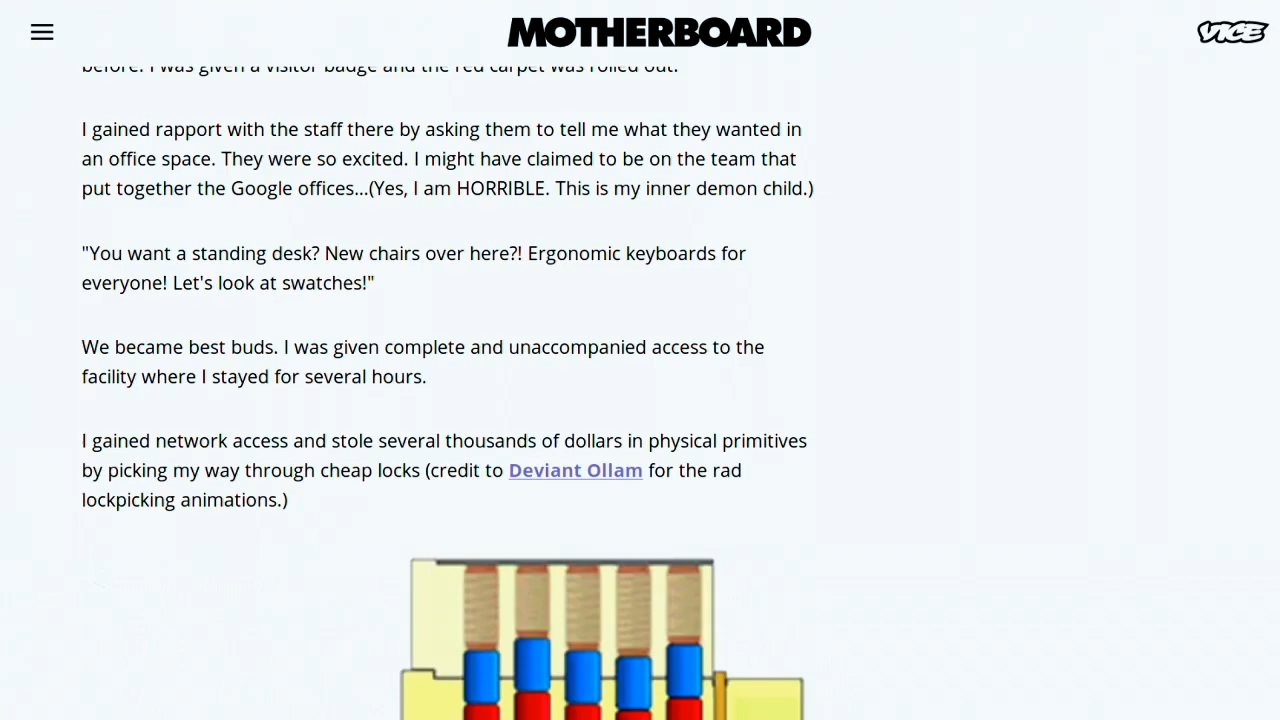 MOTHERBOARD
VICE
before. I was given a visitor badge and the red carpet was rolled out.
I gained rapport with the staff there by asking them to tell me what they wanted in
an office space. They were so excited. I might have claimed to be on the team that
put together the Google offices...(Yes, I am HORRIBLE. This is my inner demon child.)
"You want a standing desk? New chairs over here?! Ergonomic keyboards for
everyone! Let's look at swatches!"
We became best buds. I was given complete and unaccompanied access to the
facility where I stayed for several hours.
I gained network access and stole several thousands of dollars in physical primitives
by picking my way through cheap locks (credit to Deviant Ollam for the rad
lockpicking animations.)